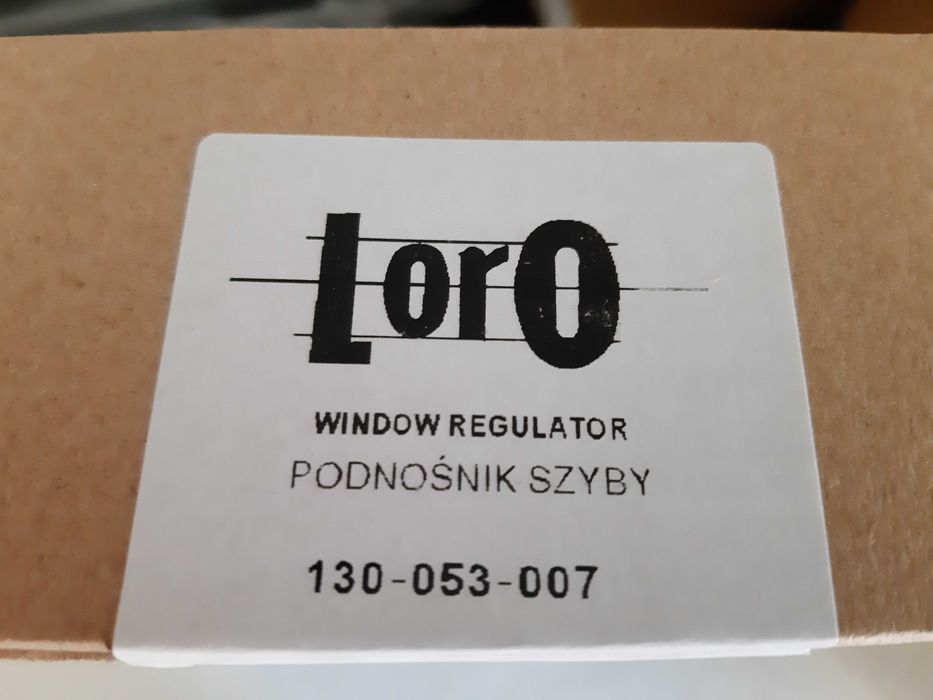 LorO
WINDOW REGULATOR
PODNOŚNIK SZYBY
130-053-007